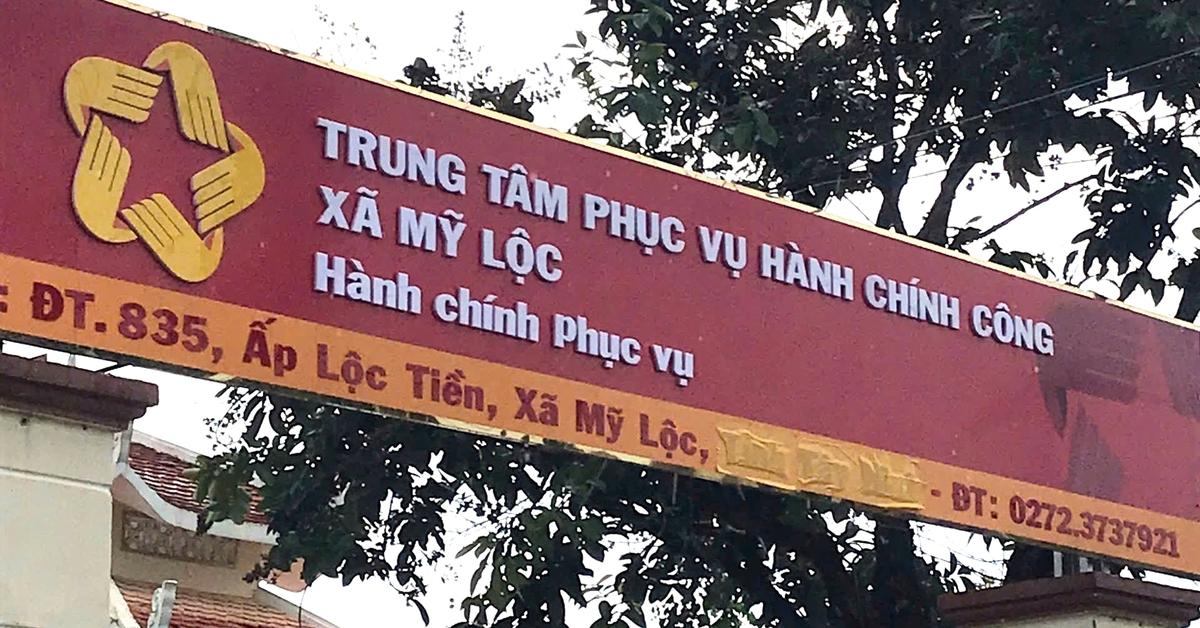 TRUNG TÂM PHỤC VỤ HÀNH CHÍNH CÔNG
XÃ MỸ LỘC
Hành chính phục vụ
: ĐT. 835, Ấp Lộc Tiền, Xã Mỹ Lộc, - ĐT: 0272.3737921